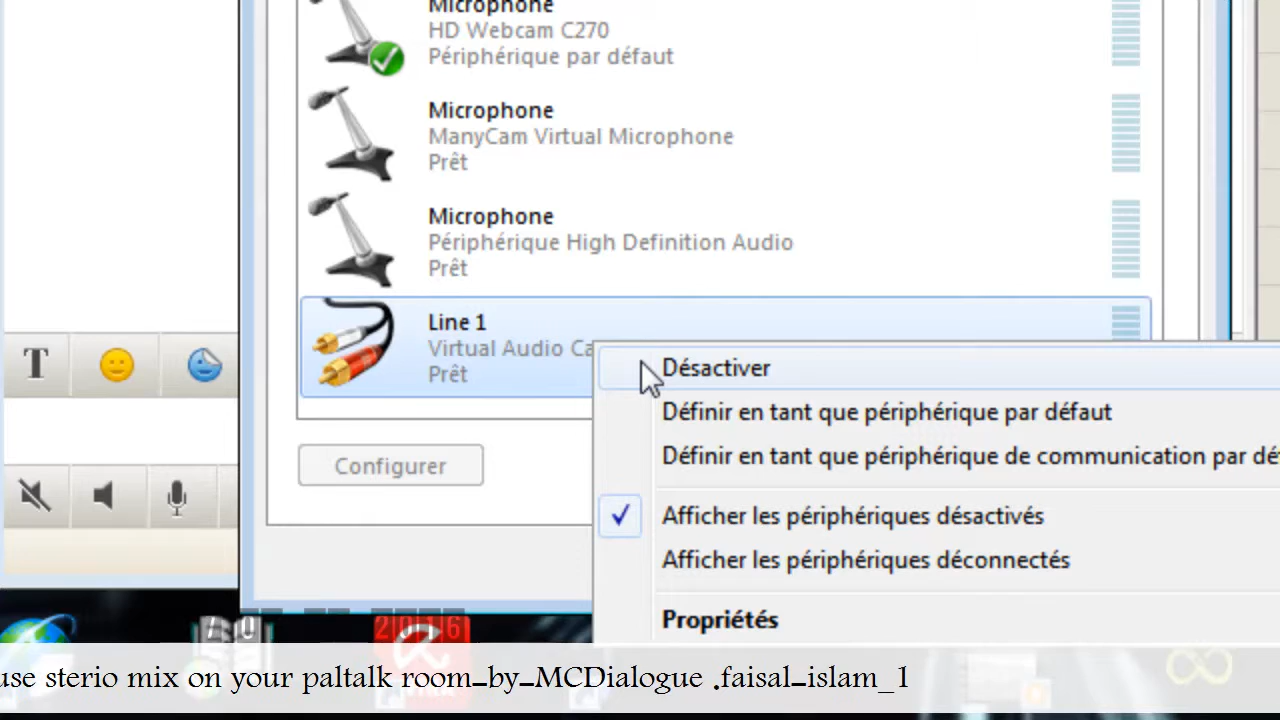 Microphone
HD Webcam C270
Périphérique par défaut
Microphone
ManyCam Virtual Microphone
Prêt
Microphone
Périphérique High Definition Audio
Prêt
Line 1
Virtual Audio Ca
Prêt
Désactiver
Définir en tant que périphérique par défaut
Définir en tant que périphérique de communication par dé
Afficher les périphériques désactivés
Afficher les périphériques déconnectés
Propriétés
Configurer
T
2016
use sterio mix on your paltalk room_by_MCDialogue .faisal_islam_1